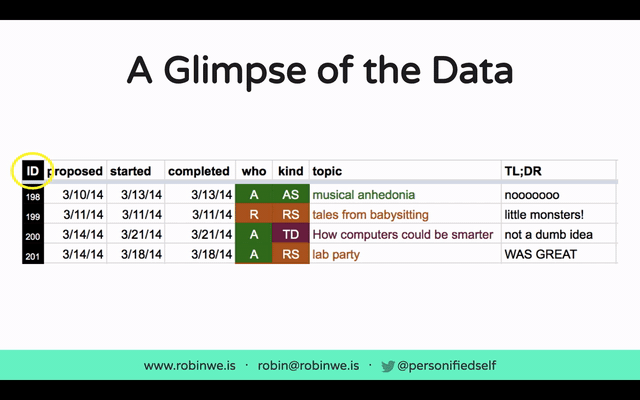 A Glimpse of the Data
ID proposed started completed who kind topic TL;DR
198 3/10/14 3/13/14 3/13/14 A AS musical anhedonia nooooooo
199 3/11/14 3/11/14 3/11/14 R RS tales from babysitting little monsters!
200 3/14/14 3/21/14 3/21/14 A TD How computers could be smarter not a dumb idea
201 3/14/14 3/18/14 3/18/14 A RS lab party WAS GREAT
www.robinwe.is · robin@robinwe.is · @personifiedself